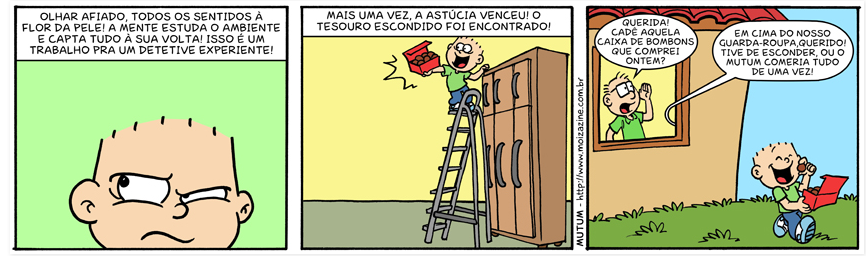 OLHAR AFIADO, TODOS OS SENTIDOS À
FLOR DA PELE! A MENTE ESTUDA O AMBIENTE
E CAPTA TUDO À SUA VOLTA! ISSO É UM
TRABALHO PRA UM DETETIVE EXPERIENTE!
MAIS UMA VEZ, A ASTÚCIA VENCEU! O
TESOURO ESCONDIDO FOI ENCONTRADO!
MUTUM - http://www.moizazine.com.br
QUERIDA!
CADÊ AQUELA
CAIXA DE BOMBONS
QUE COMPREI
ONTEM?
EM CIMA DO NOSSO
GUARDA-ROUPA,QUERIDO!
TIVE DE ESCONDER, OU O
MUTUM COMERIA TUDO
DE UMA VEZ!